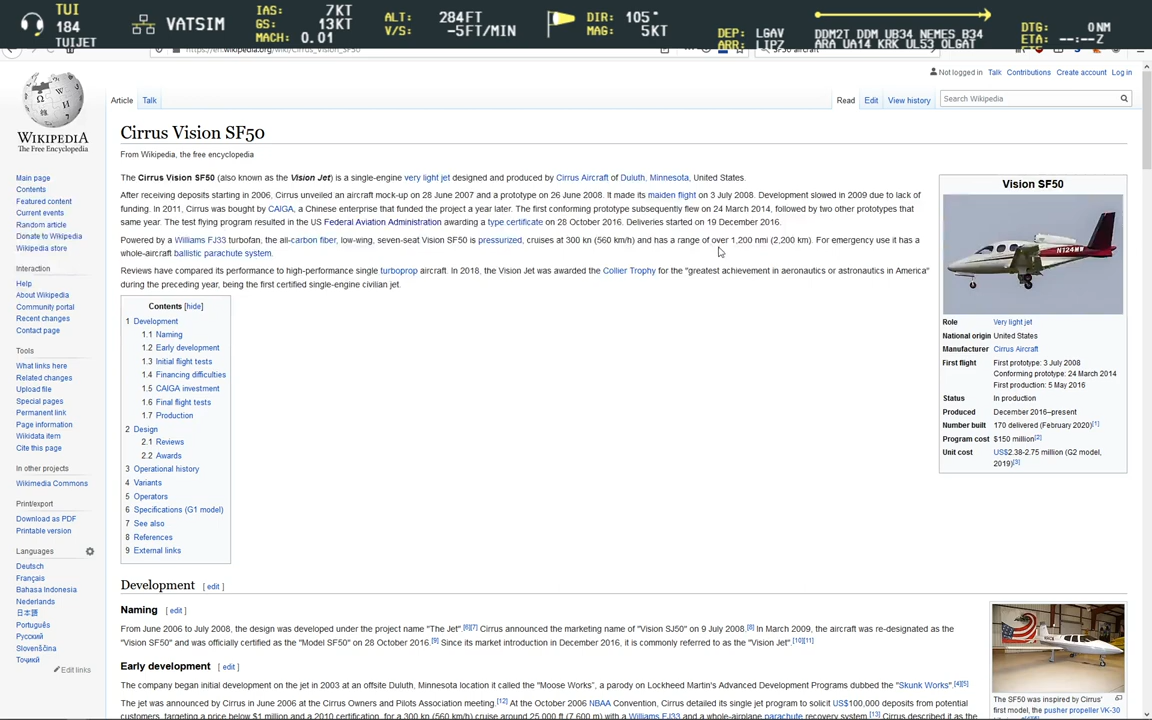 TUI
184
TUIJET
VATSIM
IAS: 7KT
GS: 13KT
MACH: 0.01
ALT: 284FT
V/S: -5FT/MIN
DIR: 105°
MAG: 5KT
DEP: LGAV
ARR: LIPZ
DDM2T DDM UB34 NEMES B34
ARA UA14 KRK UL53 OLGAT
DTG: 0NM
ETA: --:--Z
WIKIPEDIA
The Free Encyclopedia
Main page
Contents
Featured content
Current events
Random article
Donate to Wikipedia
Wikipedia store
Interaction
Help
About Wikipedia
Community portal
Recent changes
Contact page
Tools
What links here
Related changes
Upload file
Special pages
Permanent link
Page information
Wikidata item
Cite this page
In other projects
Wikimedia Commons
Print/export
Download as PDF
Printable version
Languages
Deutsch
Français
Bahasa Indonesia
Nederlands
日本語
Português
Русский
Slovenščina
Тоҷикӣ
Edit links
Not logged in Talk Contributions Create account Log in
Article Talk Read Edit View history Search Wikipedia
Cirrus Vision SF50
From Wikipedia, the free encyclopedia
The Cirrus Vision SF50 (also known as the Vision Jet) is a single-engine very light jet designed and produced by Cirrus Aircraft of Duluth, Minnesota, United States.
After receiving deposits starting in 2006, Cirrus unveiled an aircraft mock-up on 28 June 2007 and a prototype on 26 June 2008. It made its maiden flight on 3 July 2008. Development slowed in 2009 due to lack of
funding. In 2011, Cirrus was bought by CAIGA, a Chinese enterprise that funded the project a year later. The first conforming prototype subsequently flew on 24 March 2014, followed by two other prototypes that
same year. The test flying program resulted in the US Federal Aviation Administration awarding a type certificate on 28 October 2016. Deliveries started on 19 December 2016.
Powered by a Williams FJ33 turbofan, the all-carbon fiber, low-wing, seven-seat Vision SF50 is pressurized, cruises at 300 kn (560 km/h) and has a range of over 1,200 nmi (2,200 km). For emergency use it has a
whole-aircraft ballistic parachute system.
Reviews have compared its performance to high-performance single turboprop aircraft. In 2018, the Vision Jet was awarded the Collier Trophy for the "greatest achievement in aeronautics or astronautics in America"
during the preceding year, being the first certified single-engine civilian jet.
Contents [hide]
1 Development
1.1 Naming
1.2 Early development
1.3 Initial flight tests
1.4 Financing difficulties
1.5 CAIGA investment
1.6 Final flight tests
1.7 Production
2 Design
2.1 Reviews
2.2 Awards
3 Operational history
4 Variants
5 Operators
6 Specifications (G1 model)
7 See also
8 References
9 External links
Vision SF50
N124MW
Role Very light jet
National origin United States
Manufacturer Cirrus Aircraft
First flight First prototype: 3 July 2008
Conforming prototype: 24 March 2014
First production: 5 May 2016
Status In production
Produced December 2016–present
Number built 170 delivered (February 2020)[1]
Program cost $150 million[2]
Unit cost US$2.38-2.75 million (G2 model,
2019)[3]
Development [ edit ]
Naming [ edit ]
From June 2006 to July 2008, the design was developed under the project name "The Jet".[6][7] Cirrus announced the marketing name of "Vision SJ50" on 9 July 2008.[8] In March 2009, the aircraft was re-designated as the
"Vision SF50" and was officially certified as the "Model SF50" on 28 October 2016.[9] Since its market introduction in December 2016, it is commonly referred to as the "Vision Jet".[10][11]
Early development [ edit ]
The company began initial development on the jet in 2003 at an offsite Duluth, Minnesota location it called the "Moose Works", a parody on Lockheed Martin's Advanced Development Programs dubbed the "Skunk Works".[4][5]
The jet was announced by Cirrus in June 2006 at the Cirrus Owners and Pilots Association meeting.[12] At the October 2006 NBAA Convention, Cirrus detailed its single jet program to solicit US$100,000 deposits from potential
customers, targeting a price below $1 million and a 2010 certification, for a 300 kn (560 km/h) cruise around 25,000 ft (7,600 m) with a Williams FJ33 and a whole-airplane parachute recovery system.[13] Cirrus described it as the
The SF50 was inspired by Cirrus'
first model, the pusher propeller VK-30